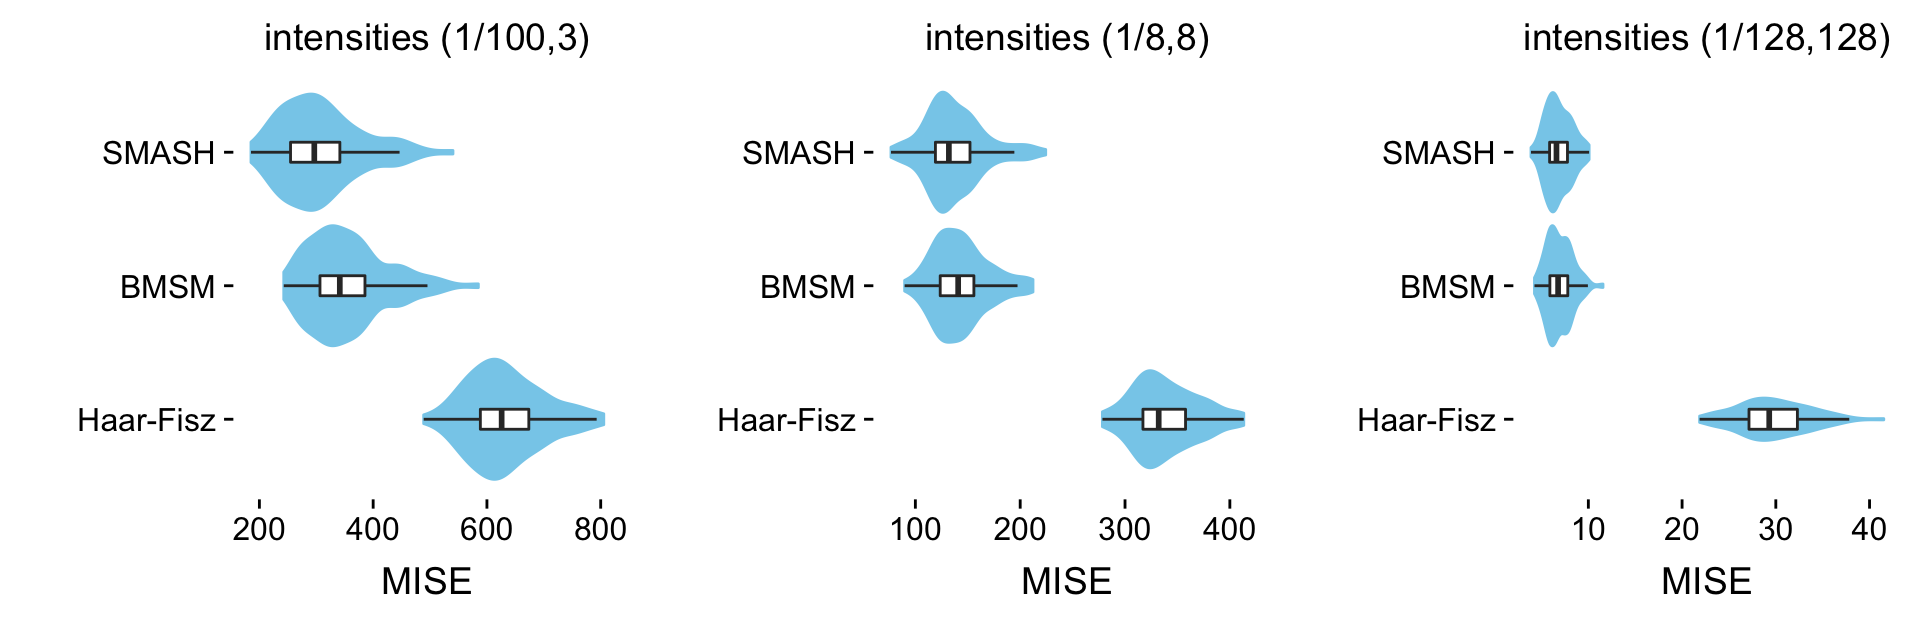 intensities (1/100,3)
SMASH
BMSM
Haar-Fisz
200 400 600 800
MISE
intensities (1/8,8)
SMASH
BMSM
Haar-Fisz
100 200 300 400
MISE
intensities (1/128,128)
SMASH
BMSM
Haar-Fisz
10 20 30 40
MISE